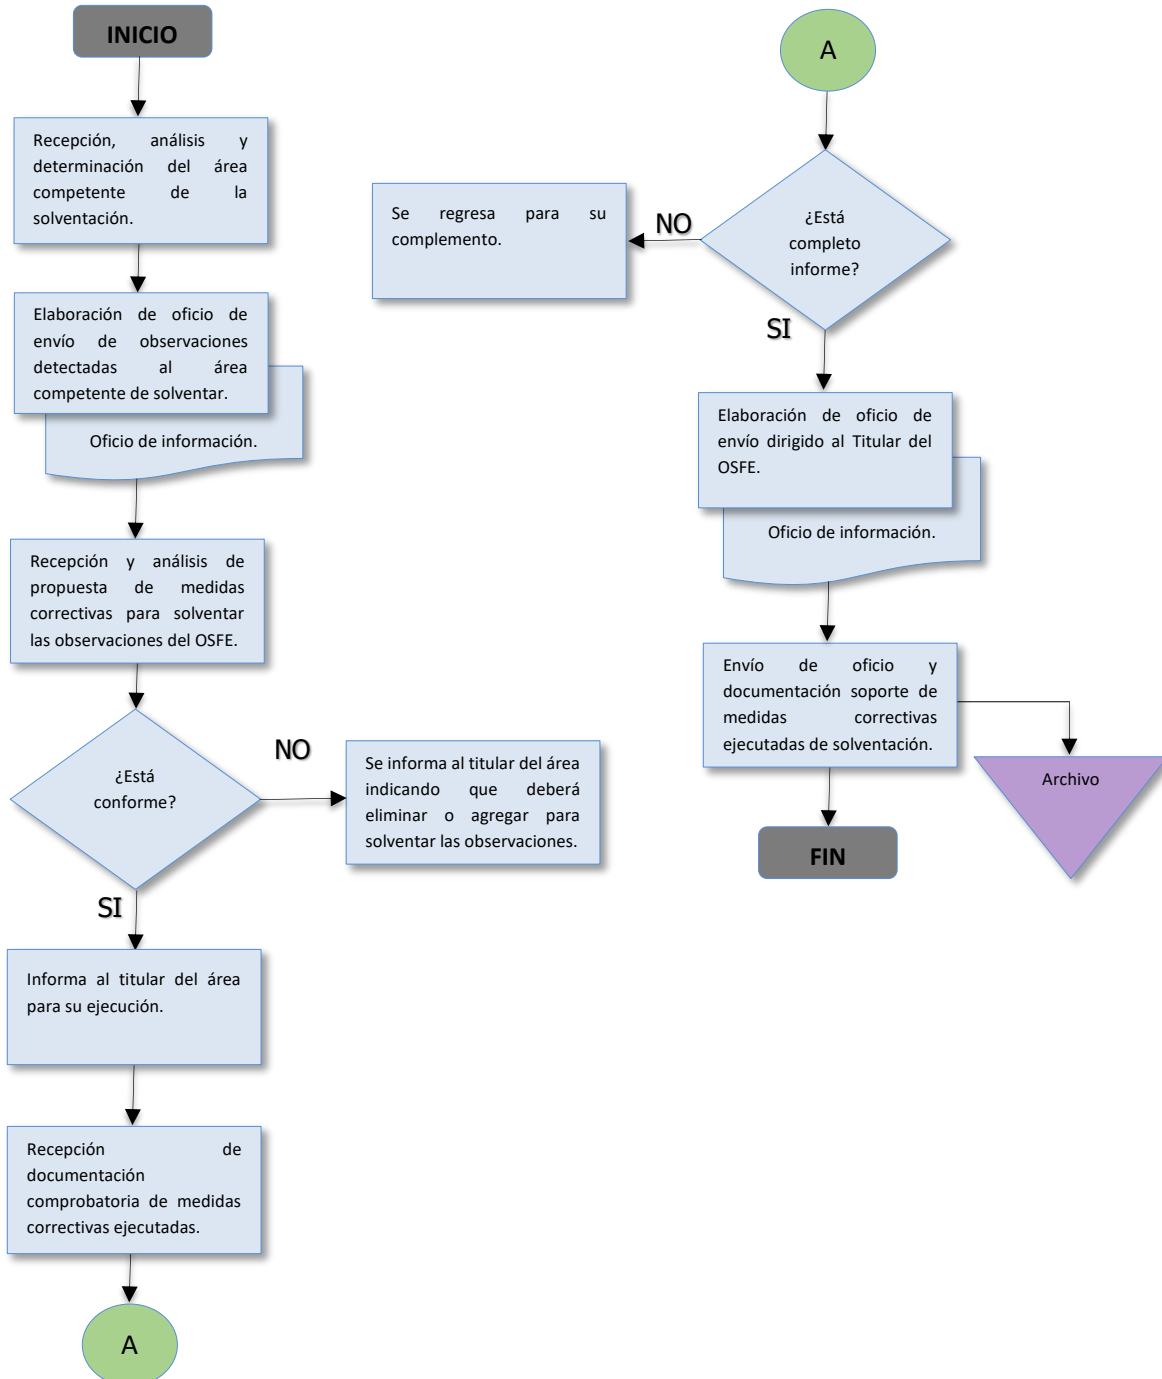 INICIO
Recepción, análisis y
determinación del área
competente de la
solventación.
Elaboración de oficio de
envío de observaciones
detectadas al área
competente de solventar.
Oficio de información.
Recepción y análisis de
propuesta de medidas
correctivas para solventar
las observaciones del OSFE.
¿Está
conforme?
NO
Se informa al titular del área
indicando que deberá
eliminar o agregar para
solventar las observaciones.
SI
Informa al titular del área
para su ejecución.
Recepción de
documentación
comprobatoria de medidas
correctivas ejecutadas.
A
A
¿Está
completo
informe?
NO
Se regresa para su
complemento.
SI
Elaboración de oficio de
envío dirigido al Titular del
OSFE.
Oficio de información.
Envío de oficio y
documentación soporte de
medidas correctivas
ejecutadas de solventación.
Archivo
FIN